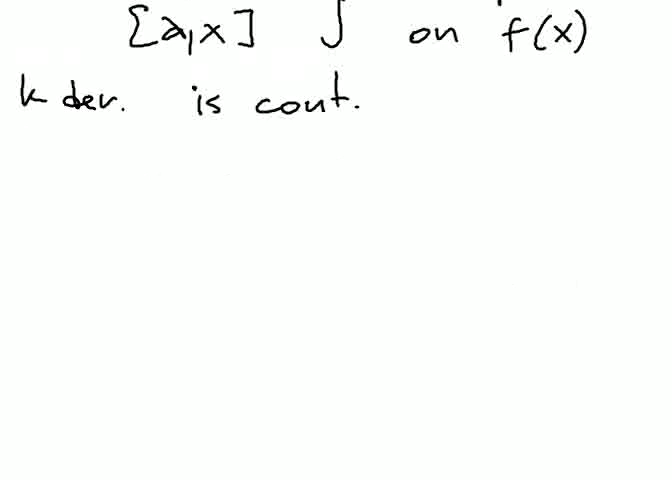 [a,x] ∫ on f(x)
k der. is cont.